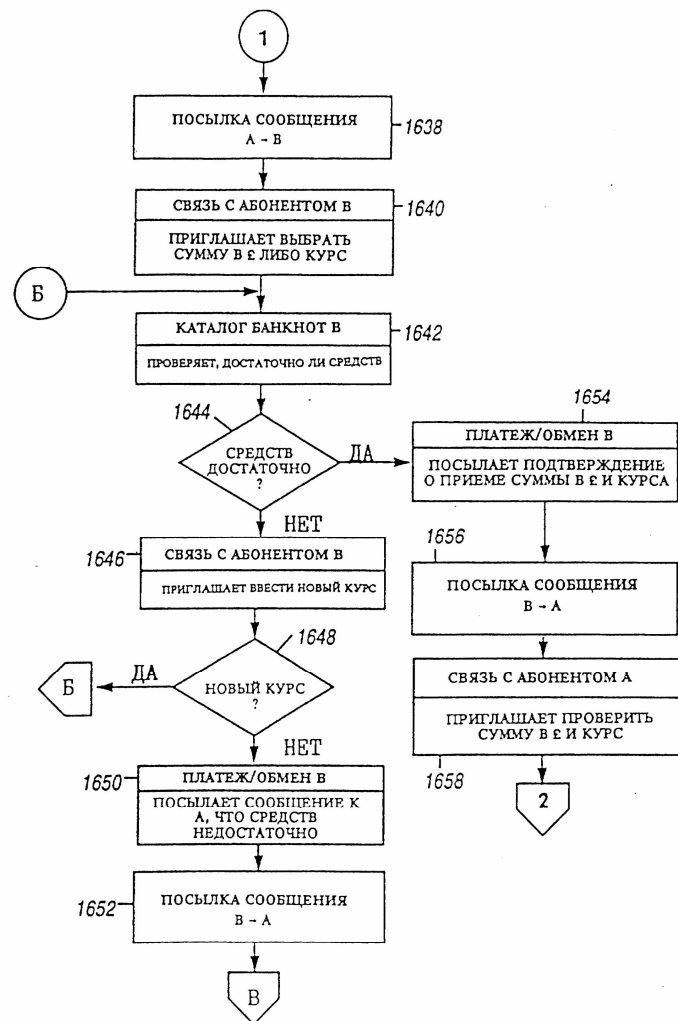 1
ПОСЫЛКА СООБЩЕНИЯ
А - В
1638
СВЯЗЬ С АБОНЕНТОМ В
1640
ПРИГЛАШАЕТ ВЫБРАТЬ
СУММУ В £ ЛИБО КУРС
Б
КАТАЛОГ БАНКНОТ В
1642
ПРОВЕРЯЕТ, ДОСТАТОЧНО ЛИ СРЕДСТВ
1644
СРЕДСТВ
ДОСТАТОЧНО
?
ДА
НЕТ
1654
ПЛАТЕЖ/ОБМЕН В
ПОСЫЛАЕТ ПОДТВЕРЖДЕНИЕ
О ПРИЕМЕ СУММЫ В £ И КУРСА
1646
СВЯЗЬ С АБОНЕНТОМ В
ПРИГЛАШАЕТ ВВЕСТИ НОВЫЙ КУРС
1656
ПОСЫЛКА СООБЩЕНИЯ
В - А
1648
НОВЫЙ КУРС
?
ДА
Б
НЕТ
СВЯЗЬ С АБОНЕНТОМ А
ПРИГЛАШАЕТ ПРОВЕРИТЬ
СУММУ В £ И КУРС
1658
2
1650
ПЛАТЕЖ/ОБМЕН В
ПОСЫЛАЕТ СООБЩЕНИЕ К
А, ЧТО СРЕДСТВ
НЕДОСТАТОЧНО
1652
ПОСЫЛКА СООБЩЕНИЯ
В - А
В